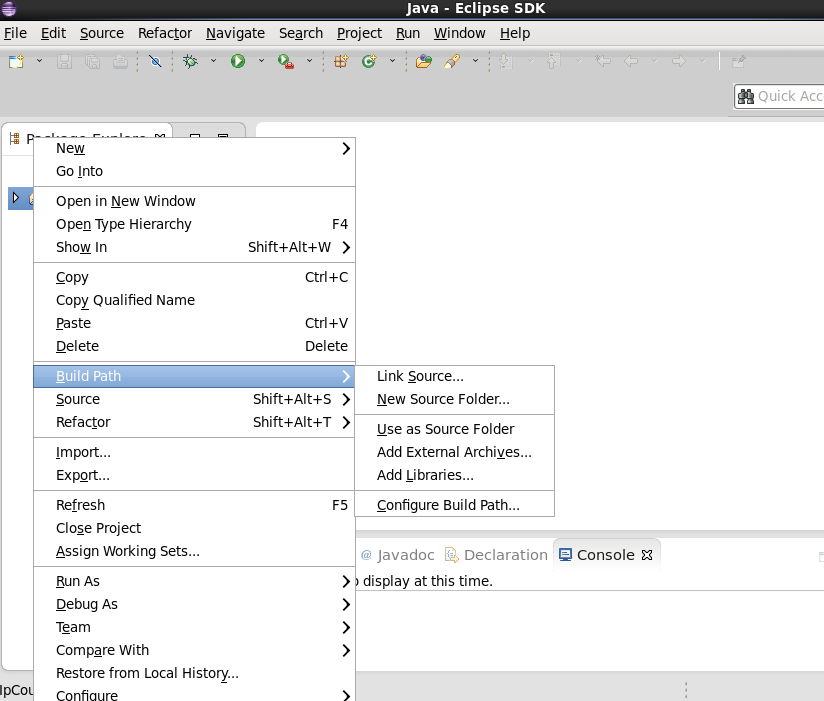 Java - Eclipse SDK
File Edit Source Refactor Navigate Search Project Run Window Help
Quick Acc
Package Explore
New
Go Into
Open in New Window
Open Type Hierarchy F4
Show In Shift+Alt+W
Copy Ctrl+C
Copy Qualified Name
Paste Ctrl+V
Delete Delete
Build Path
Source Shift+Alt+S
Refactor Shift+Alt+T
Import...
Export...
Refresh F5
Close Project
Assign Working Sets...
Run As
Debug As
Team
Compare With
Restore from Local History...
Configure
Link Source...
New Source Folder...
Use as Source Folder
Add External Archives...
Add Libraries...
Configure Build Path...
@ Javadoc Declaration Console
o display at this time.
IpCou